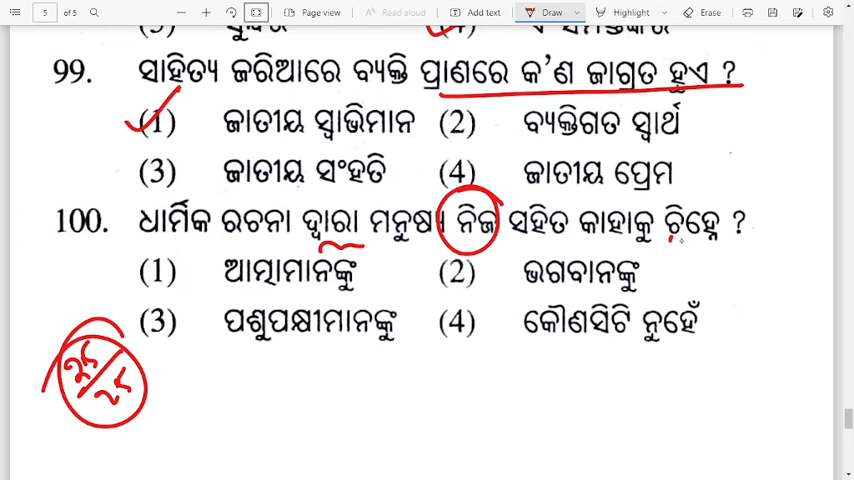 5 of 5 Page view Read aloud Add text Draw Highlight Erase
99. ସାହିତ୍ୟ ଜରିଆରେ ବ୍ୟକ୍ତି ପ୍ରାଣରେ କ'ଣ ଜାଗ୍ରତ ହୁଏ ?
(1) ଜାତୀୟ ସ୍ୱାଭିମାନ (2) ବ୍ୟକ୍ତିଗତ ସ୍ୱାର୍ଥ
(3) ଜାତୀୟ ସଂହତି (4) ଜାତୀୟ ପ୍ରେମ
100. ଧାର୍ମିକ ରଚନା ଦ୍ୱାରା ମନୁଷ୍ୟ ନିଜ ସହିତ କାହାକୁ ଚିହ୍ନେ ?
(1) ଆତ୍ମାମାନଙ୍କୁ (2) ଭଗବାନଙ୍କୁ
(3) ପଶୁପକ୍ଷୀମାନଙ୍କୁ (4) କୌଣସିଟି ନୁହେଁ